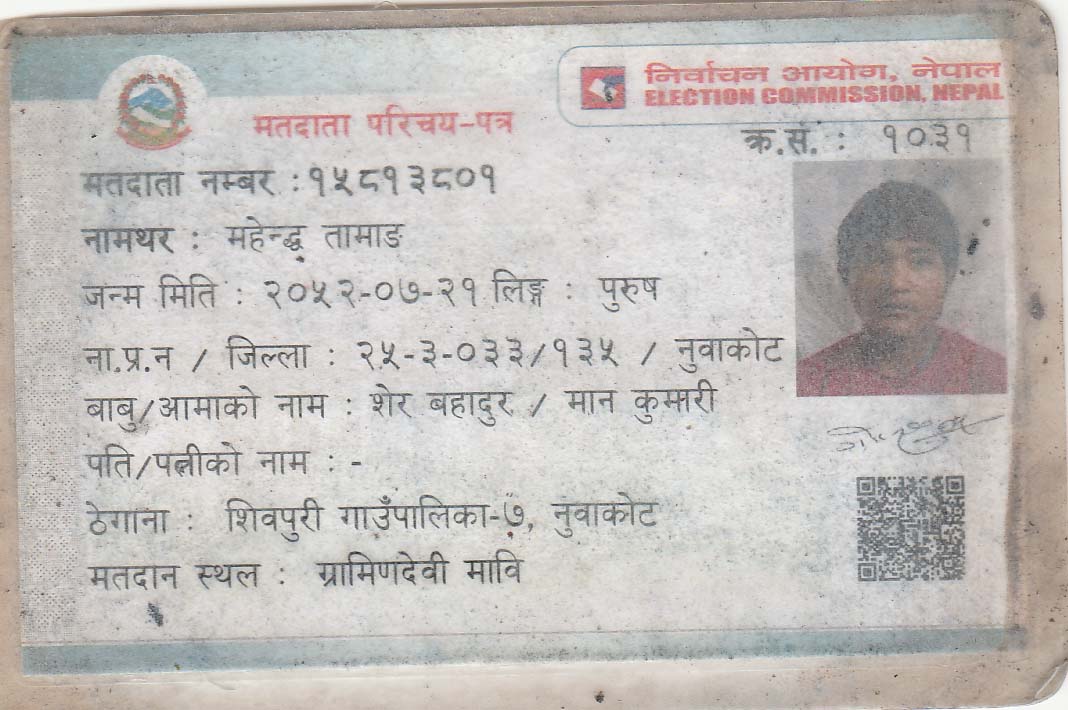 निर्वाचन आयोग, नेपाल
ELECTION COMMISSION, NEPAL
मतदाता परिचय-पत्र
क्र.सं. : १०३१
मतदाता नम्बर : १५८१३८०१
नामथर : महेन्द्र तामाङ
जन्म मिति : २०५२-०७-२१ लिङ्ग : पुरुष
ना.प्र.न / जिल्ला : २५-३-०३३/१३५ / नुवाकोट
बाबु/आमाको नाम : शेर बहादुर / मान कुमारी
पति/पत्नीको नाम : -
ठेगाना : शिवपुरी गाउँपालिका-७, नुवाकोट
मतदान स्थल : ग्रामिणदेवी मावि